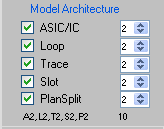 Model Architecture
ASIC/IC 2
Loop 2
Trace 2
Slot 2
PlanSplit 2
A2,L2,T2,S2,P2 10